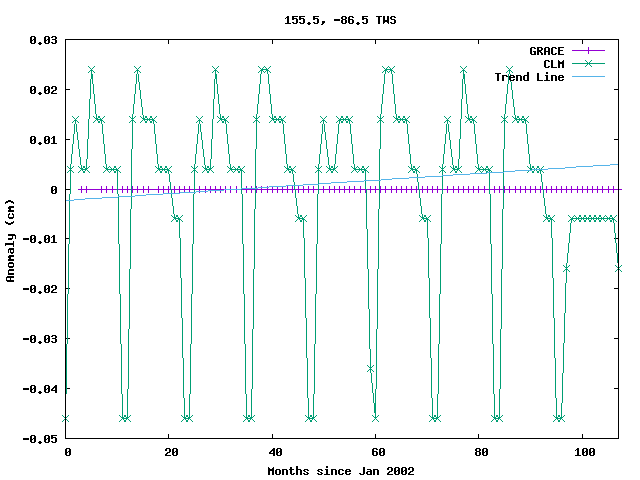 155.5, -86.5 TWS
GRACE
CLM
Trend Line
0.03
0.02
0.01
0
-0.01
-0.02
-0.03
-0.04
-0.05
Anomaly (cm)
0 20 40 60 80 100
Months since Jan 2002